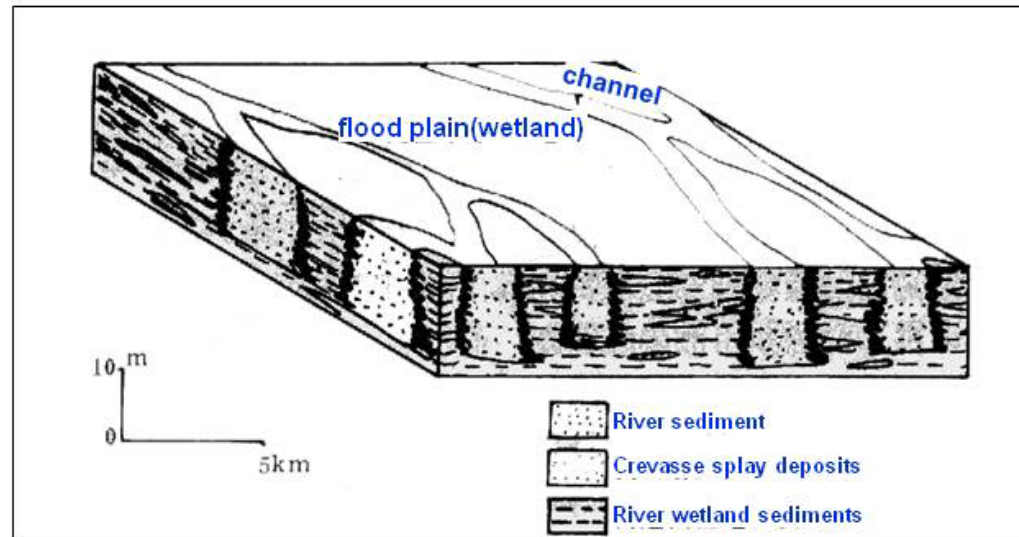 channel
flood plain(wetland)
10 m
0
5km
River sediment
Crevasse splay deposits
River wetland sediments